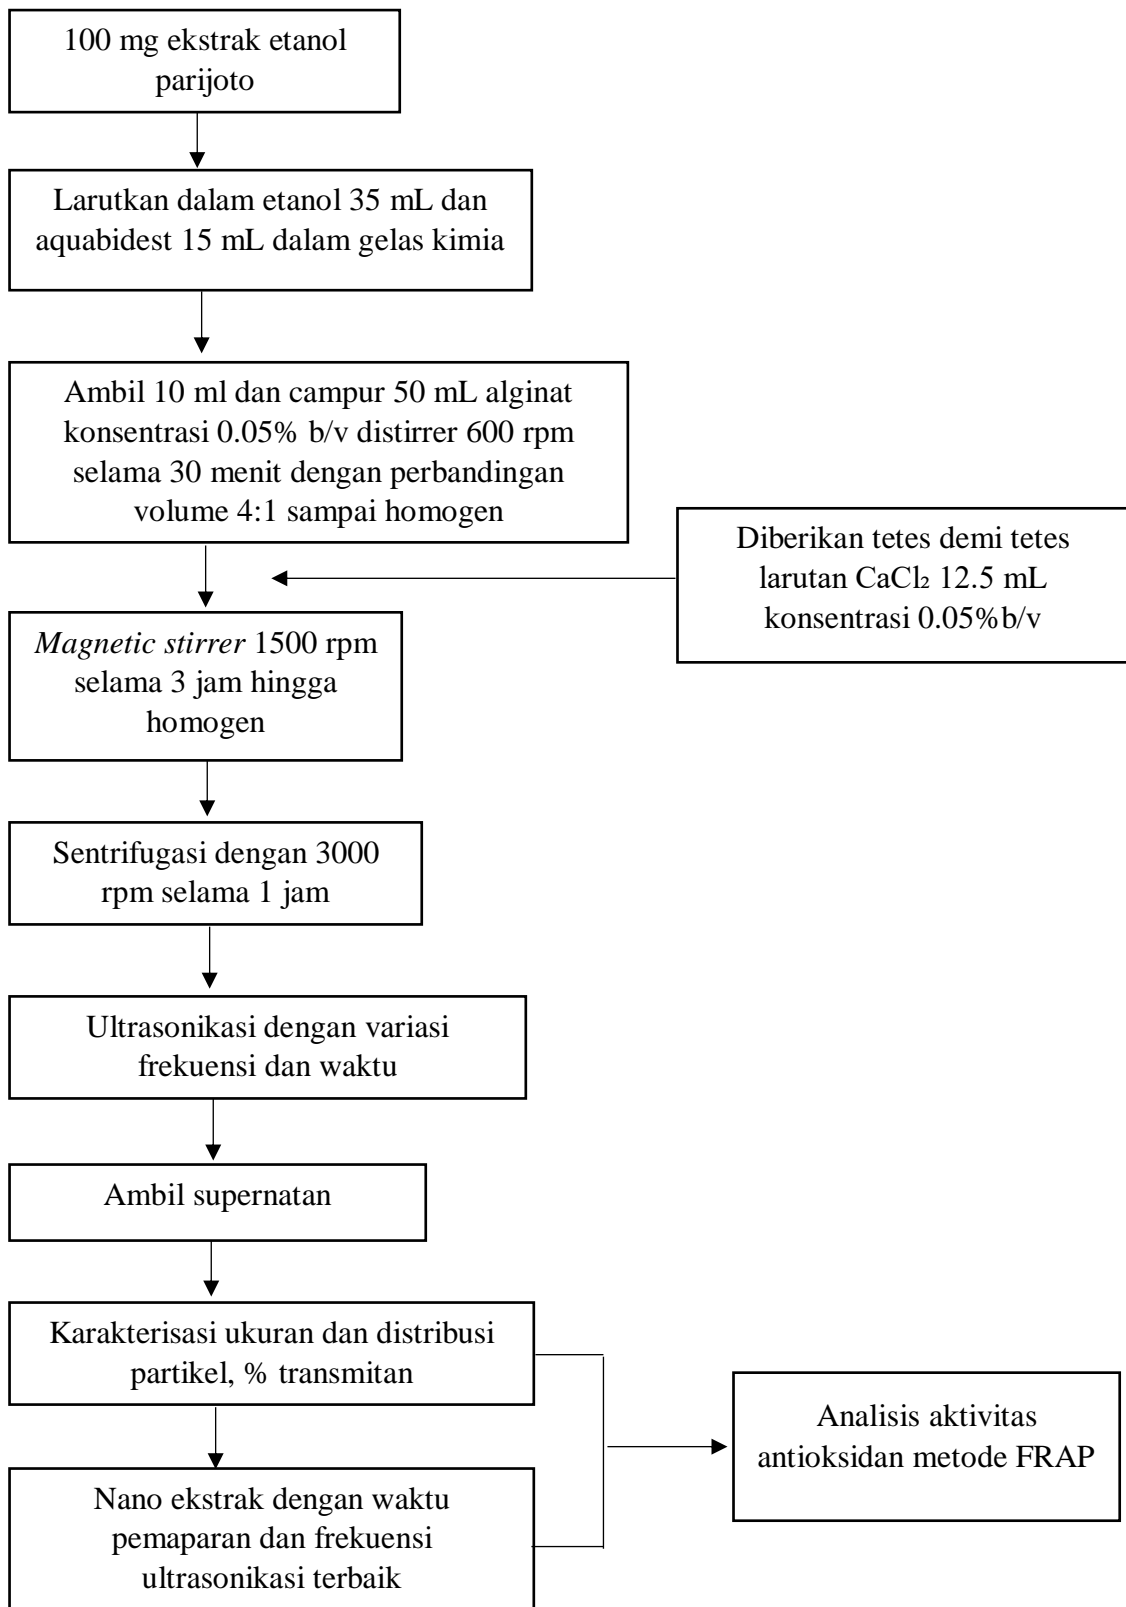 100 mg ekstrak etanol
parijoto
Larutkan dalam etanol 35 mL dan
aquabidest 15 mL dalam gelas kimia
Ambil 10 ml dan campur 50 mL alginat
konsentrasi 0.05% b/v distirrer 600 rpm
selama 30 menit dengan perbandingan
volume 4:1 sampai homogen
Diberikan tetes demi tetes
larutan CaCl₂ 12.5 mL
konsentrasi 0.05%b/v
Magnetic stirrer 1500 rpm
selama 3 jam hingga
homogen
Sentrifugasi dengan 3000
rpm selama 1 jam
Ultrasonikasi dengan variasi
frekuensi dan waktu
Ambil supernatan
Karakterisasi ukuran dan distribusi
partikel, % transmitan
Analisis aktivitas
antioksidan metode FRAP
Nano ekstrak dengan waktu
pemaparan dan frekuensi
ultrasonikasi terbaik